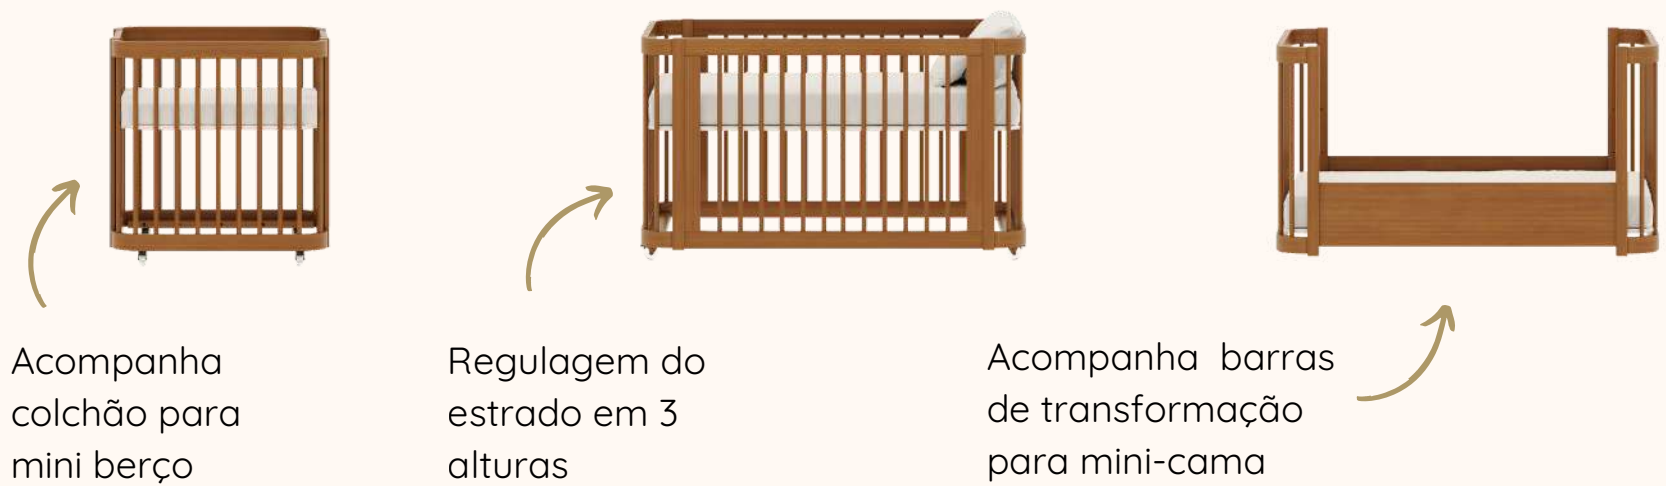 Acompanha
colchão para
mini berço
Regulagem do
estrado em 3
alturas
Acompanha barras
de transformação
para mini-cama